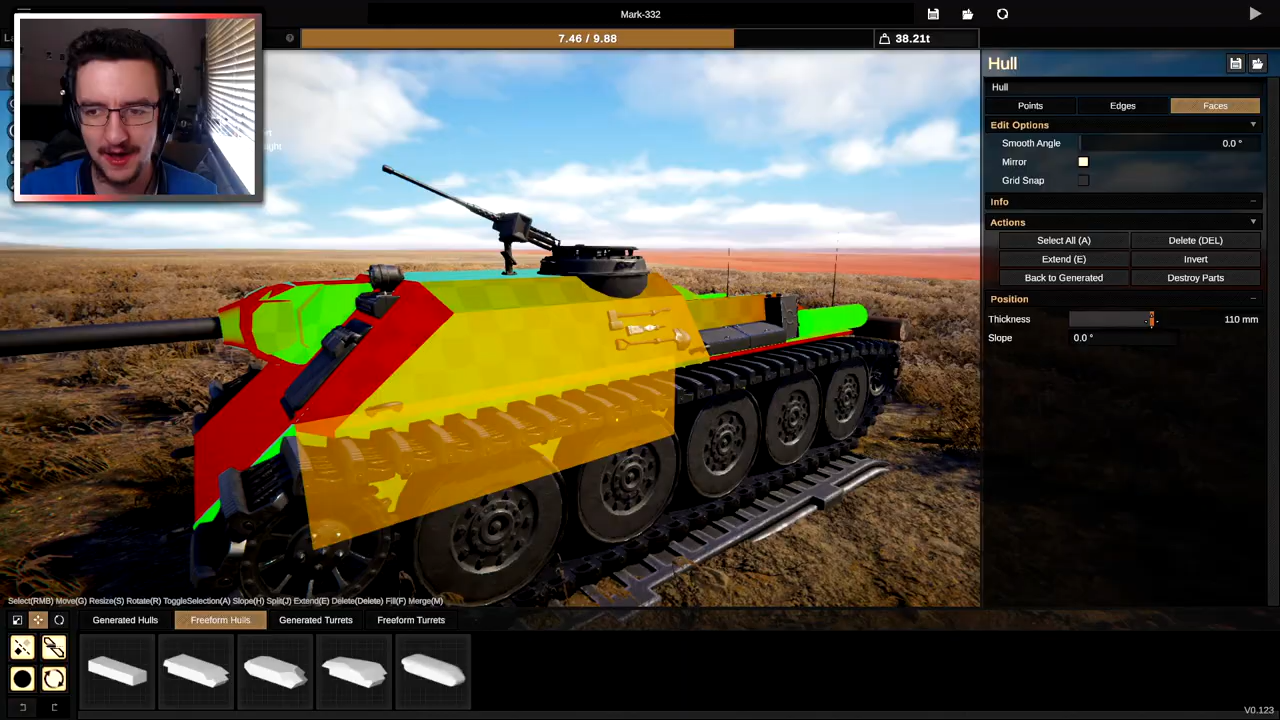 Mark-332
7.46 / 9.88
38.21t
Hull
Hull
Points Edges Faces
Edit Options
Smooth Angle 0.0 °
Mirror
Grid Snap
Info
Actions
Select All (A) Delete (DEL)
Extend (E) Invert
Back to Generated Destroy Parts
Position
Thickness 110 mm
Slope 0.0 °
Select(RMB) Move(G) Resize(S) Rotate(R) ToggleSelection(A) Slope(H) Split(J) Extend(E) Delete(Delete) Fill(F) Merge(M)
Generated Hulls Freeform Hulls Generated Turrets Freeform Turrets
V0.123